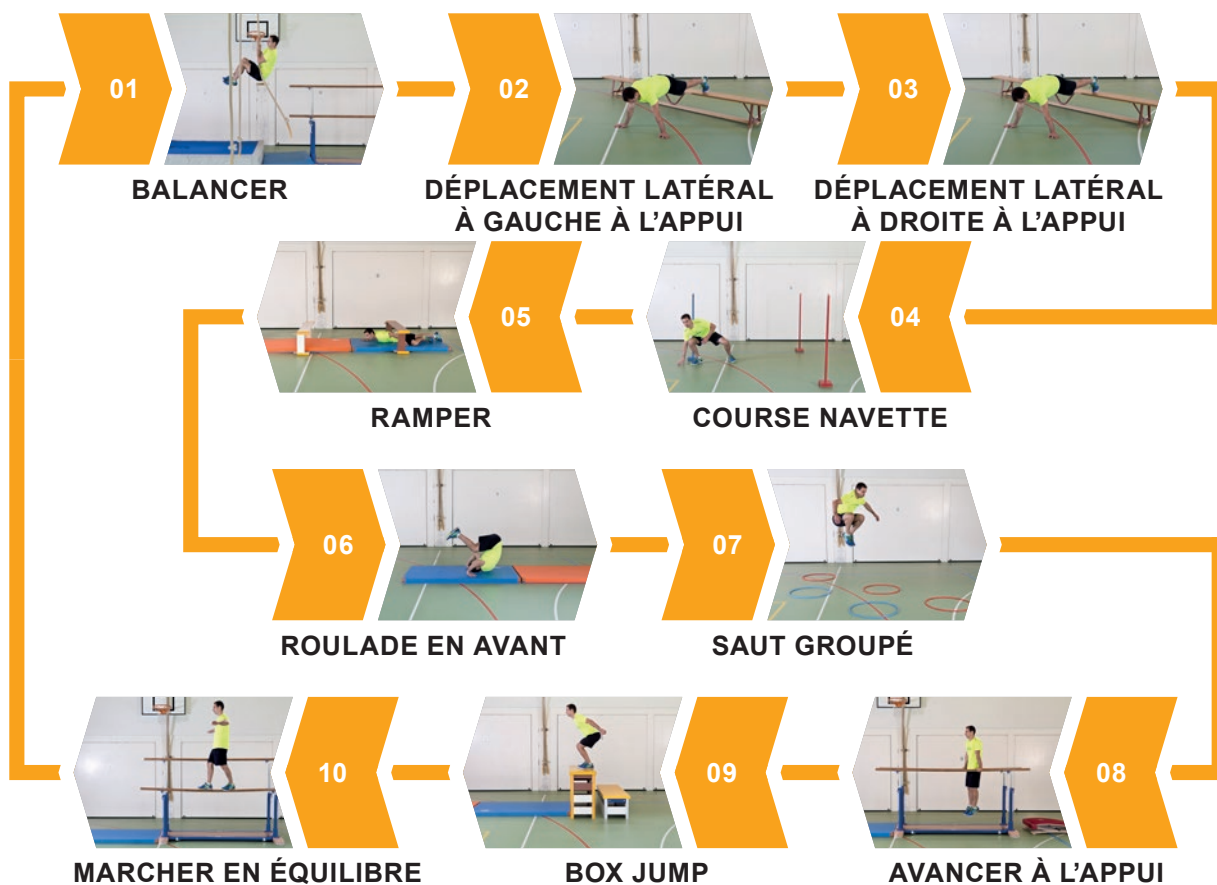 01
02
03
BALANCER
DÉPLACEMENT LATÉRAL
À GAUCHE À L’APPUI
DÉPLACEMENT LATÉRAL
À DROITE À L’APPUI
04
COURSE NAVETTE
05
RAMPER
06
ROULADE EN AVANT
07
SAUT GROUPÉ
08
AVANCER À L’APPUI
09
BOX JUMP
10
MARCHER EN ÉQUILIBRE